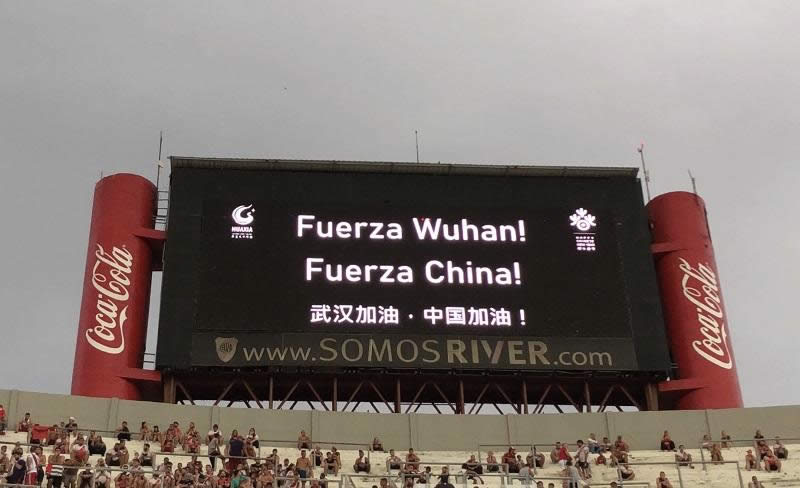 HUAXIA
Fuerza Wuhan!
Fuerza China!
武汉加油·中国加油！
www.SOMOSRIVER.com
Coca-Cola
Coca-Cola